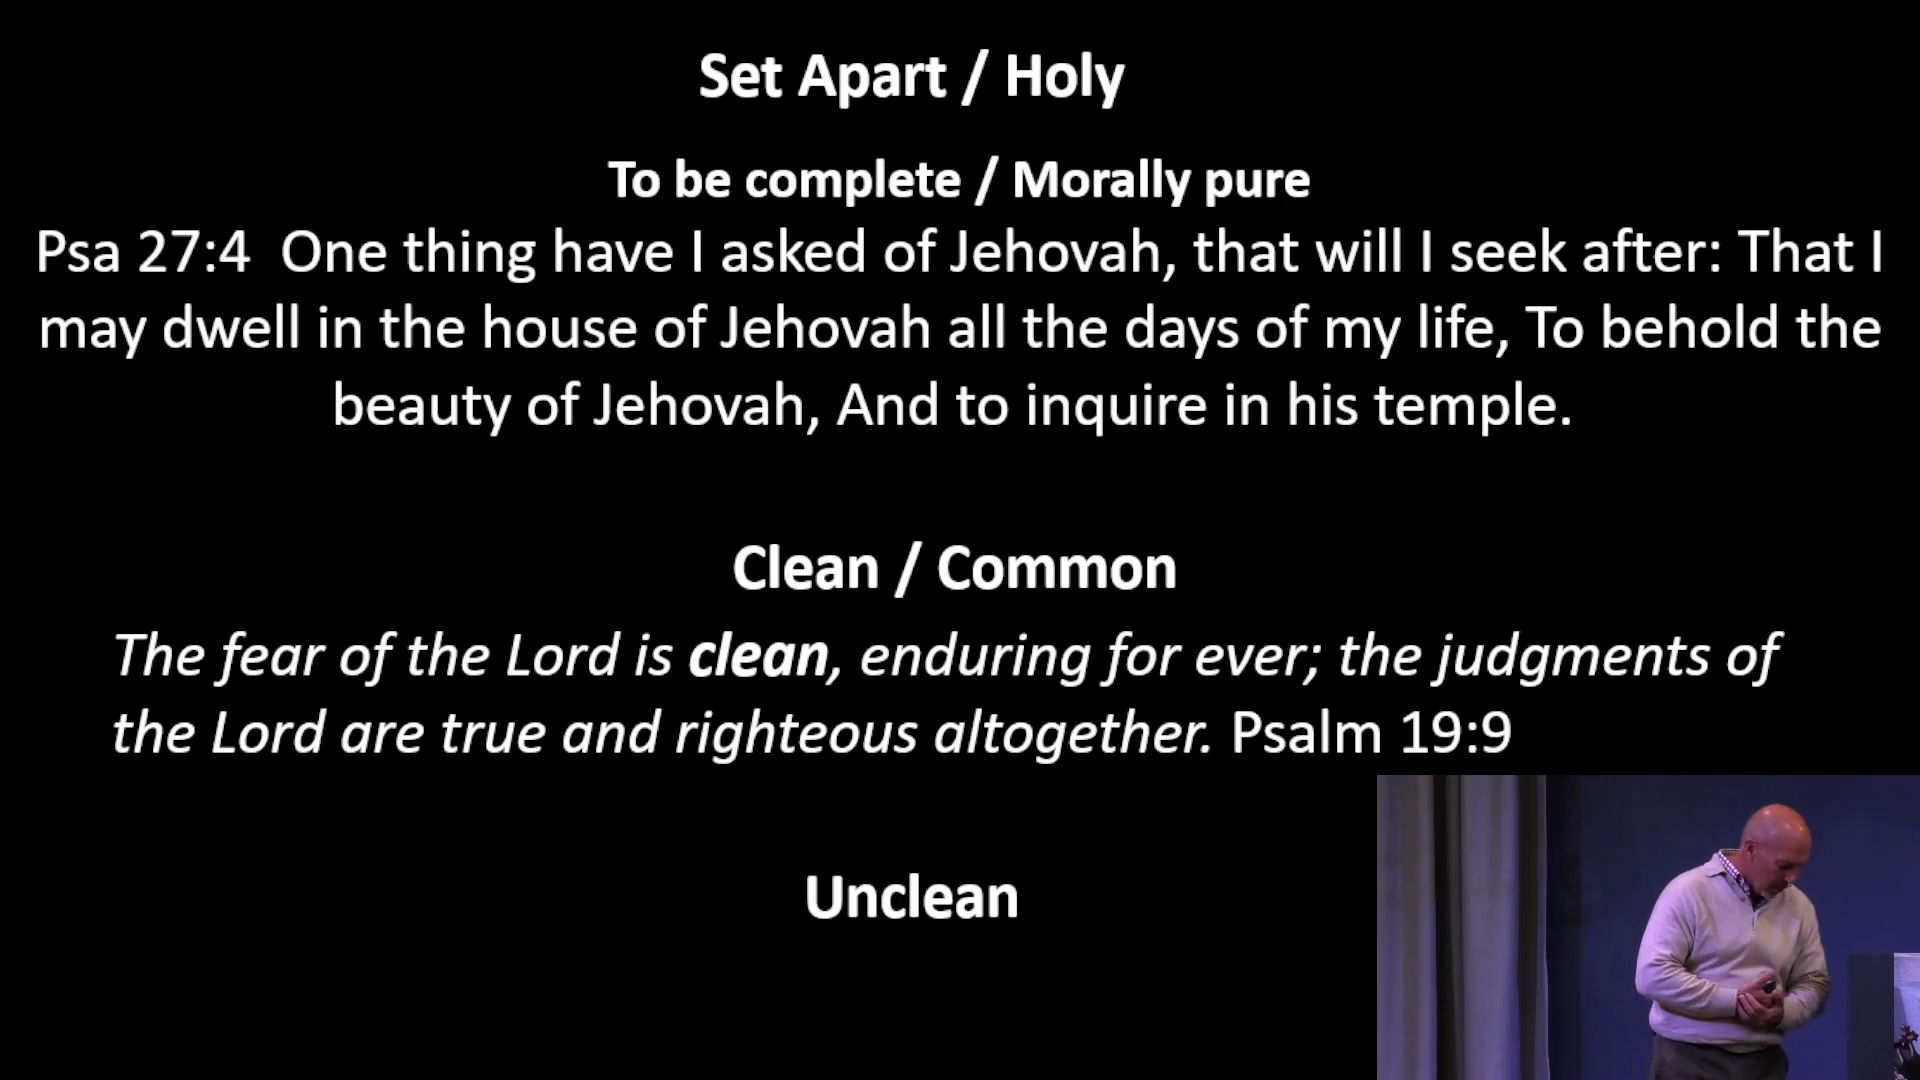 Set Apart / Holy
To be complete / Morally pure
Psa 27:4  One thing have I asked of Jehovah, that will I seek after: That I
may dwell in the house of Jehovah all the days of my life, To behold the
beauty of Jehovah, And to inquire in his temple.
Clean / Common
The fear of the Lord is clean, enduring for ever; the judgments of
the Lord are true and righteous altogether. Psalm 19:9
Unclean